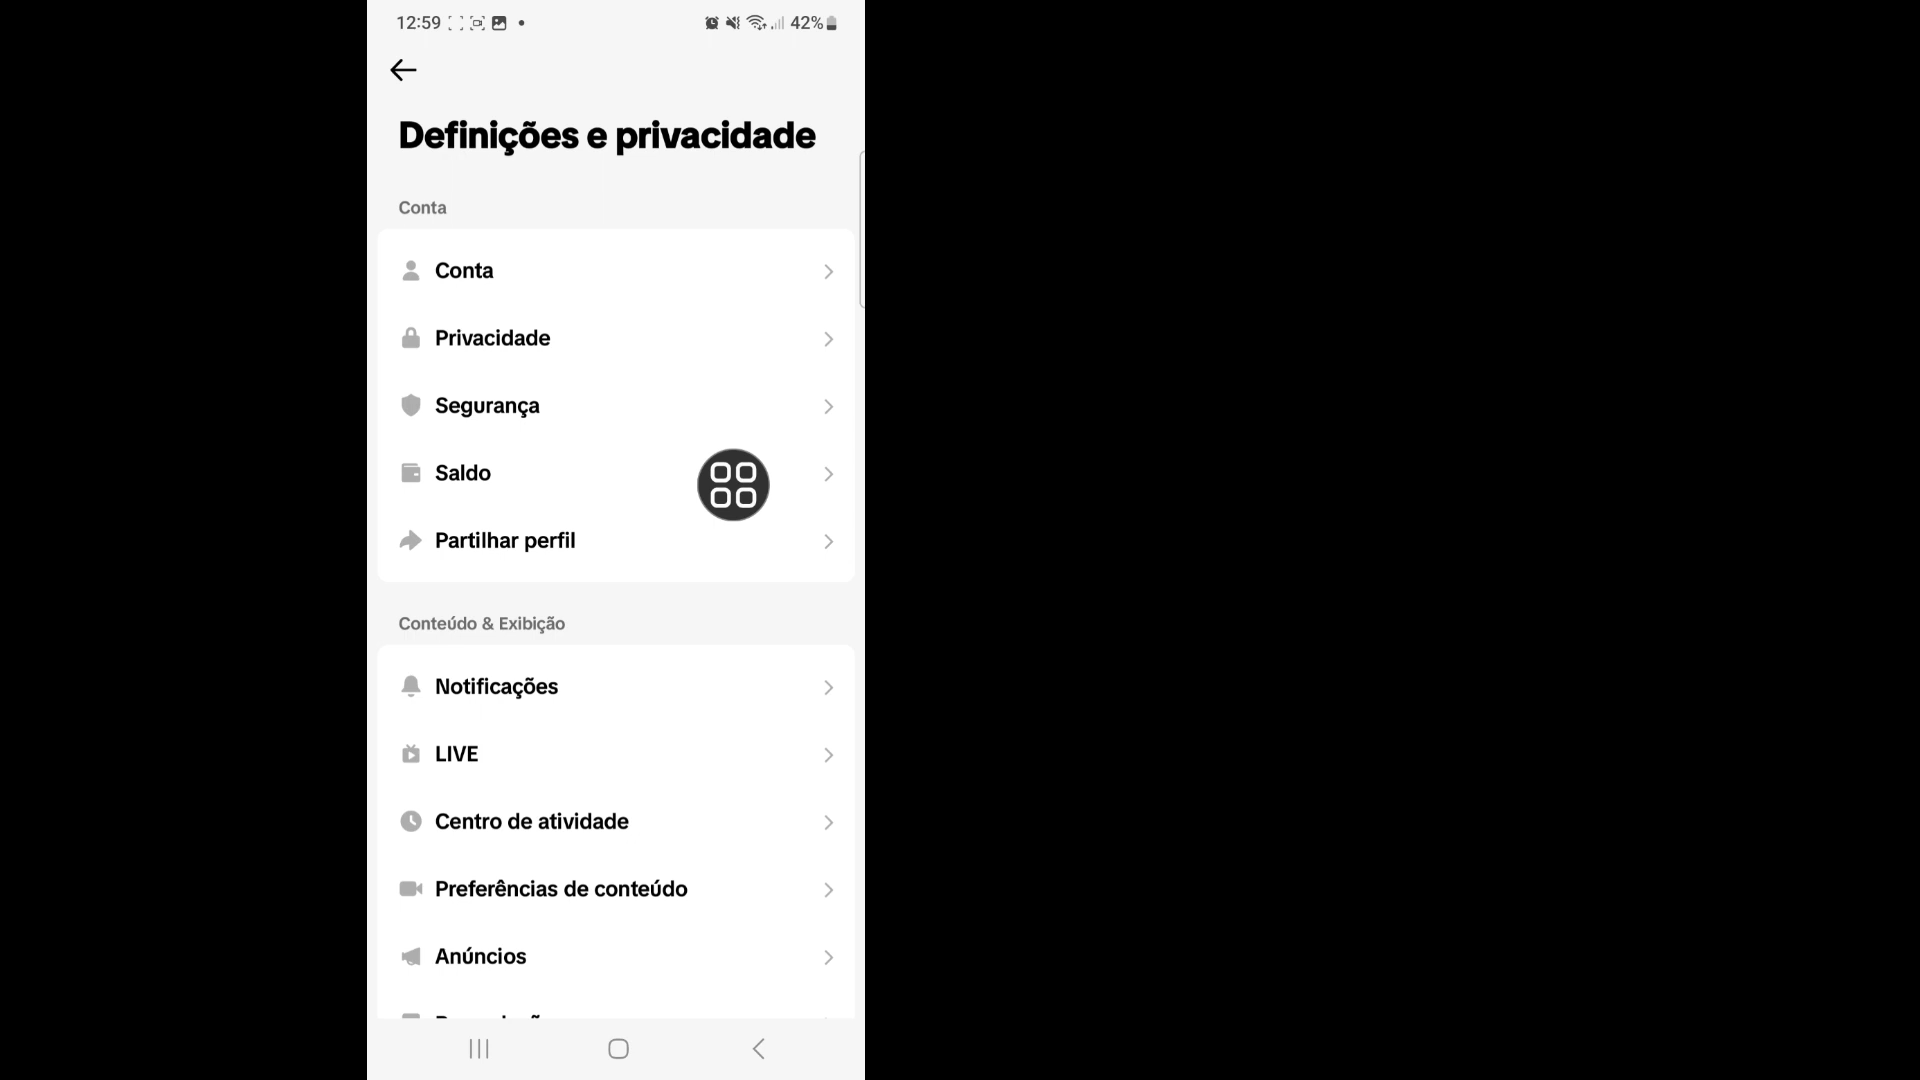 12:59
42%
Definições e privacidade
Conta
Conta
Privacidade
Segurança
Saldo
Partilhar perfil
Conteúdo & Exibição
Notificações
LIVE
Centro de atividade
Preferências de conteúdo
Anúncios